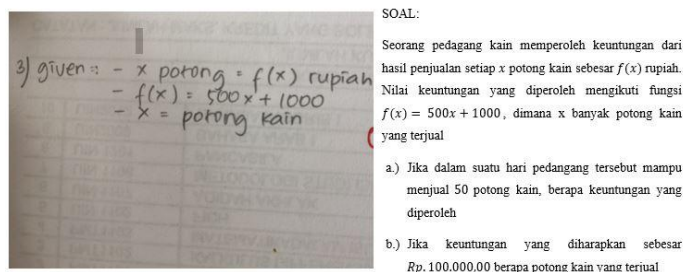 3) given: - x potong = f(x) rupiah
- f(x) = 500x + 1000
- x = potong kain
SOAL:
Seorang pedagang kain memperoleh keuntungan dari
hasil penjualan setiap x potong kain sebesar f(x) rupiah.
Nilai keuntungan yang diperoleh mengikuti fungsi
f(x) = 500x + 1000, dimana x banyak potong kain
yang terjual
a.) Jika dalam suatu hari pedangang tersebut mampu
menjual 50 potong kain, berapa keuntungan yang
diperoleh
b.) Jika keuntungan yang diharapkan sebesar
Rp. 100.000,00 berapa potong kain yang terjual